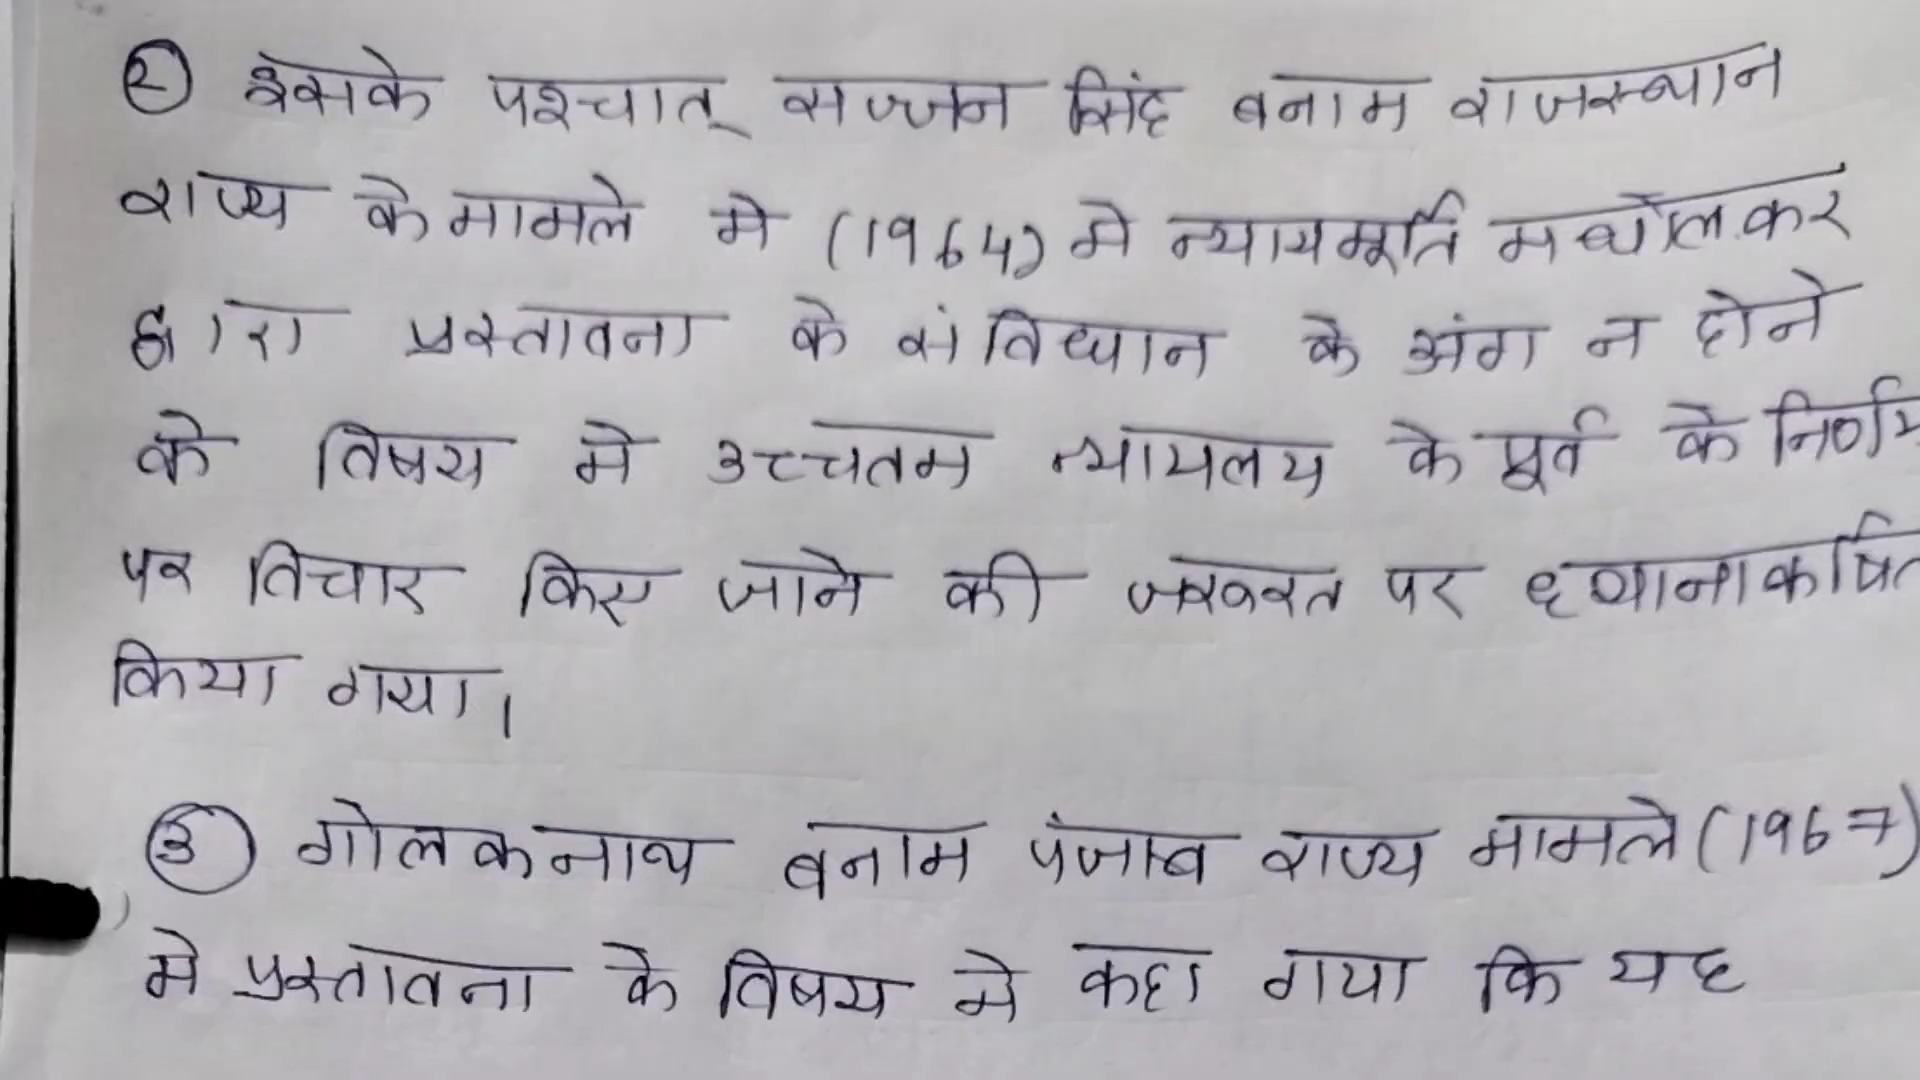 ② इसके पश्चात् सज्जन सिंह बनाम राजस्थान
राज्य के मामले मे (1964) मे न्यायमूर्ति मधोलकर
द्वारा प्रस्तावना के संविधान के अंग न होने
के विषय मे उच्चतम न्यायलय के पूर्व के निर्णय
पर विचार किए जाने की जरूरत पर ध्यानाकर्षित
किया गया।
③ गोलकनाथ बनाम पंजाब राज्य मामले (1967)
मे प्रस्तावना के विषय मे कहा गया कि यह